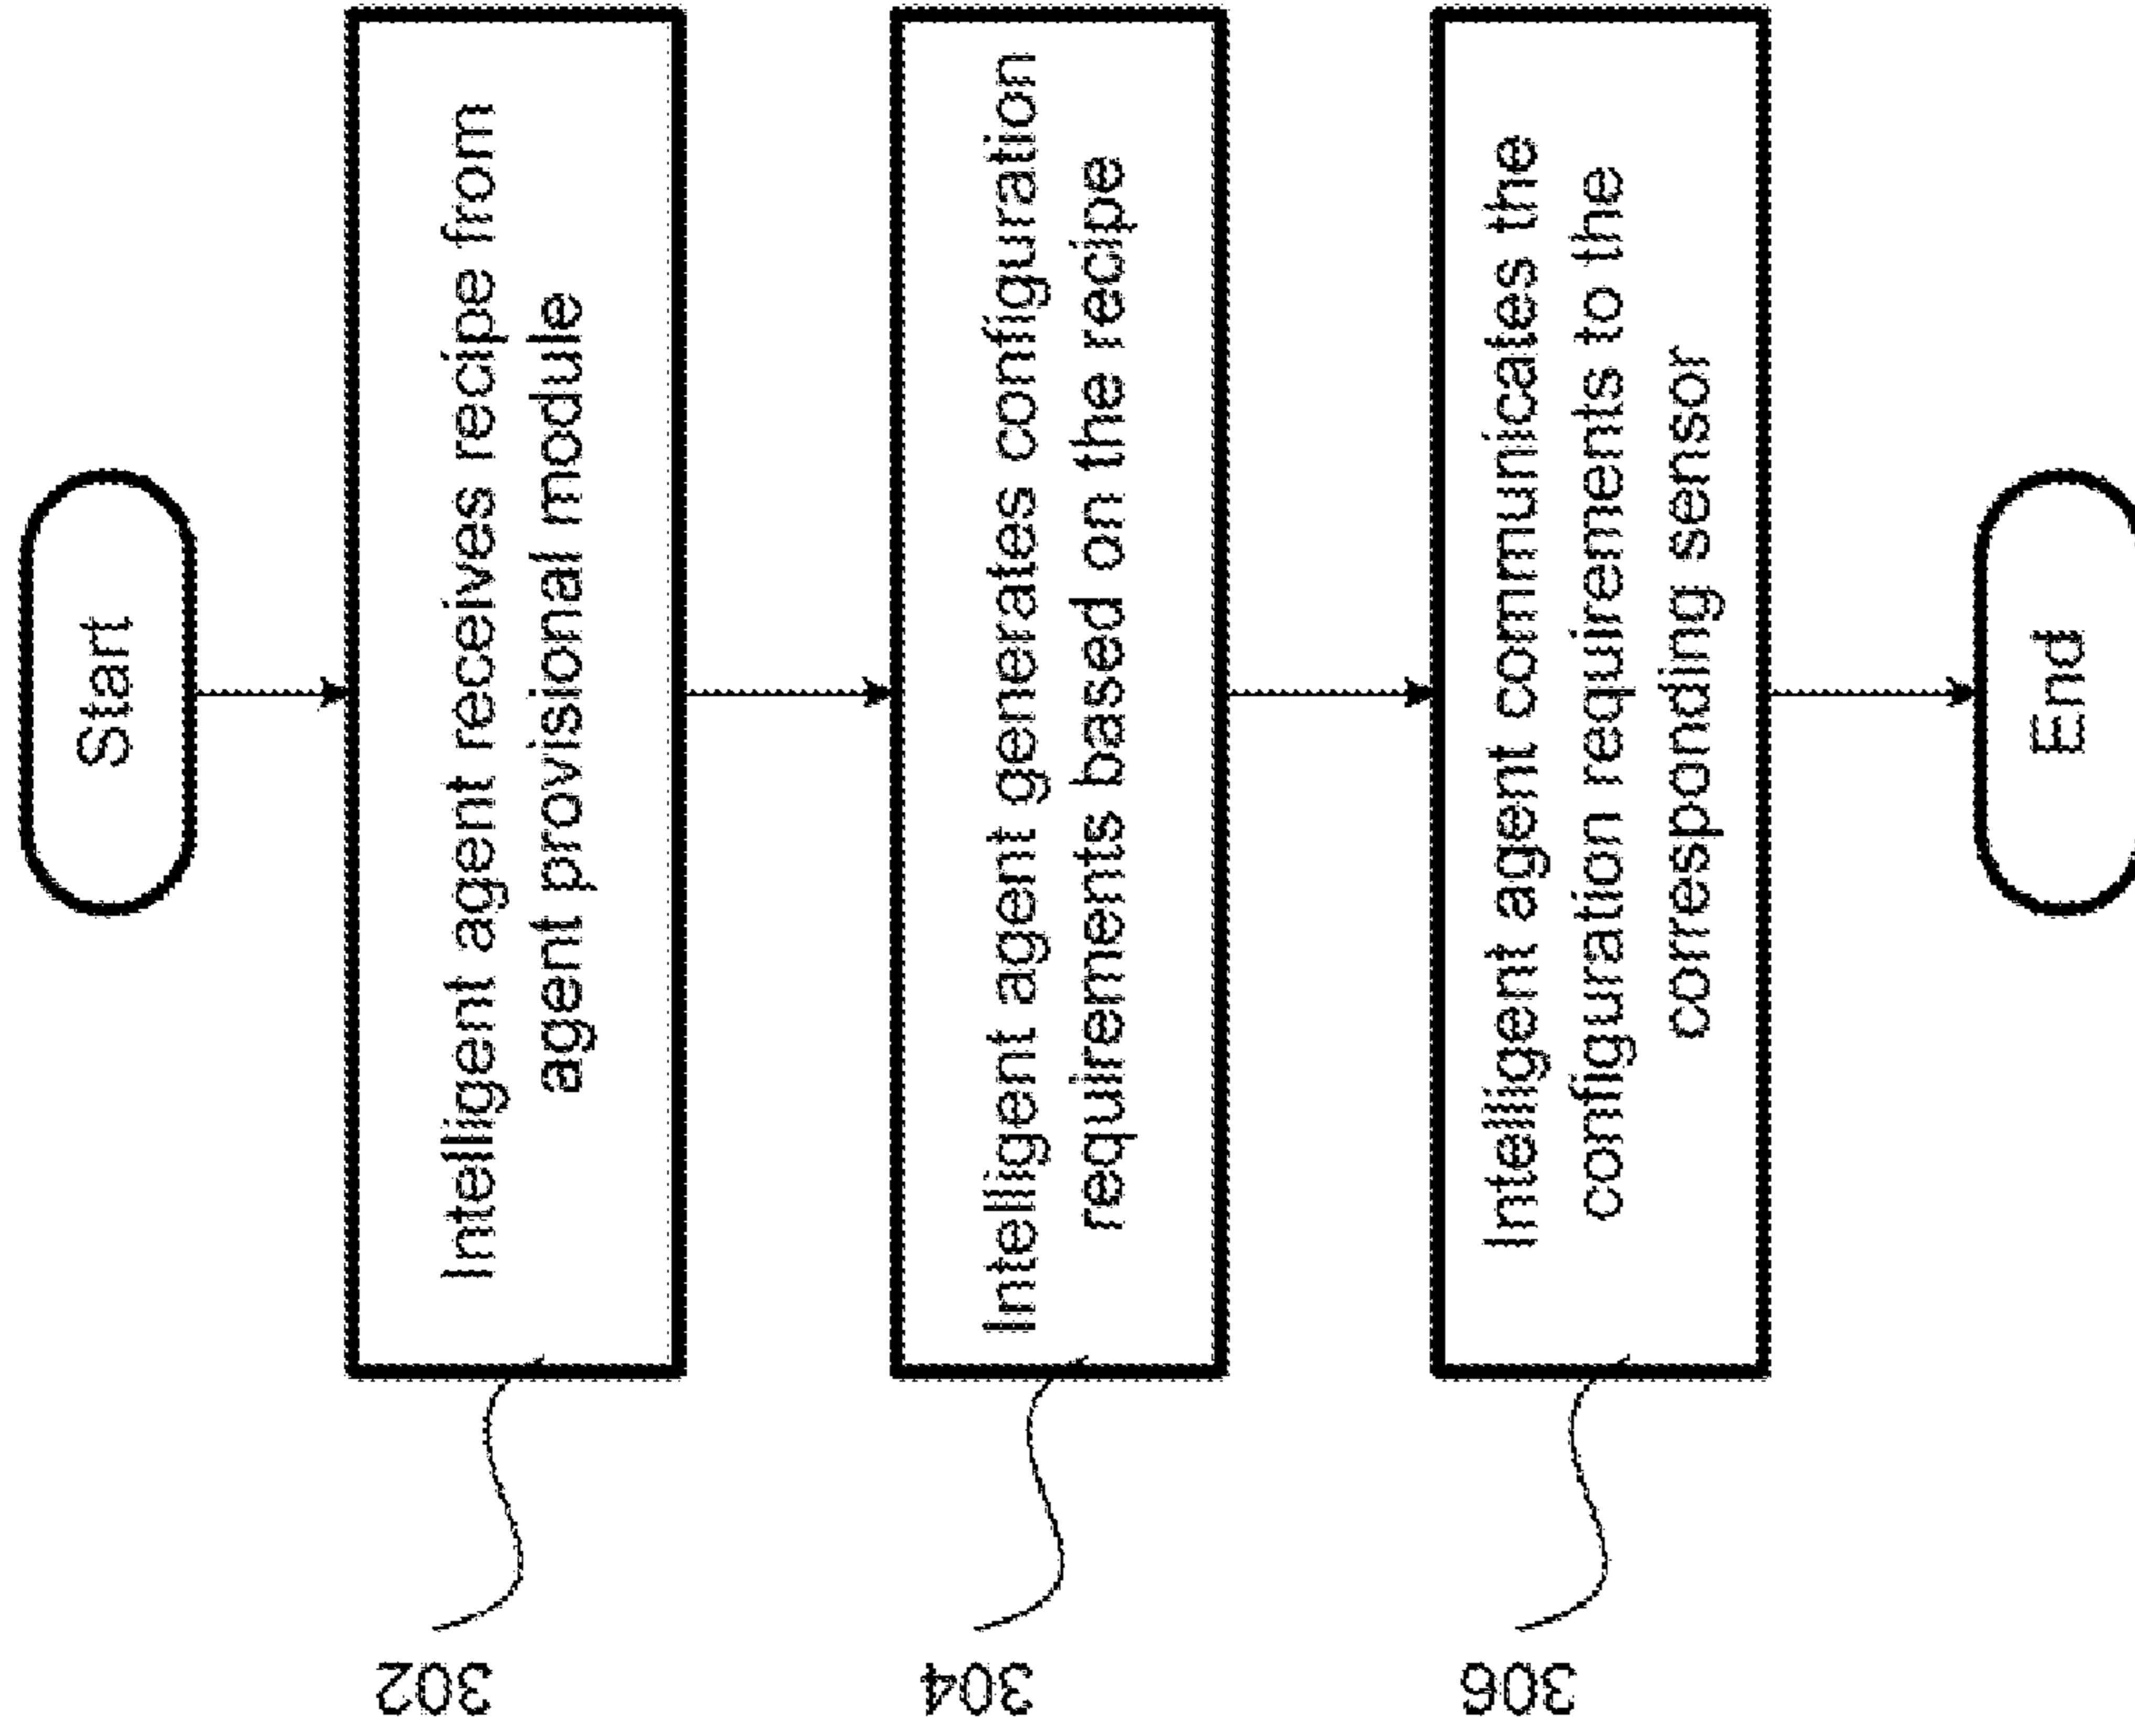 Start
302
Intelligent agent receives recipe from
agent provisional module
304
Intelligent agent generates configuration
requirements based on the recipe
306
Intelligent agent communicates the
configuration requirements to the
corresponding sensor
End